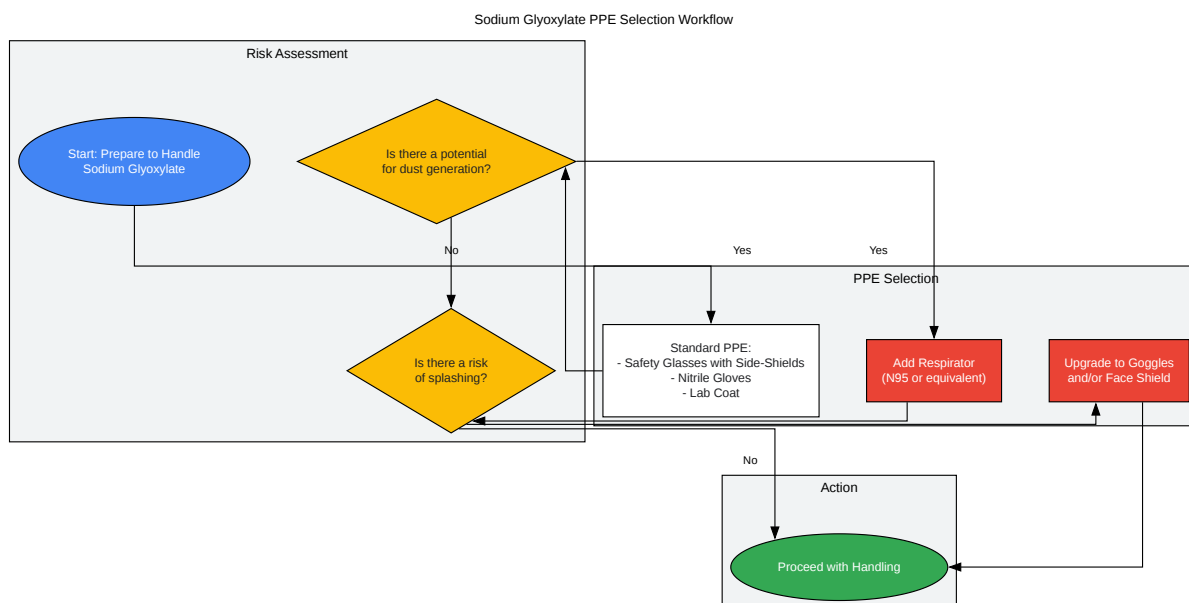 Sodium Glyoxylate PPE Selection Workflow
Risk Assessment
Start: Prepare to Handle
Sodium Glyoxylate
Is there a potential
for dust generation?
No
Yes
Yes
PPE Selection
Is there a risk
of splashing?
Standard PPE:
- Safety Glasses with Side-Shields
- Nitrile Gloves
- Lab Coat
Add Respirator
(N95 or equivalent)
Upgrade to Goggles
and/or Face Shield
No
Action
Proceed with Handling